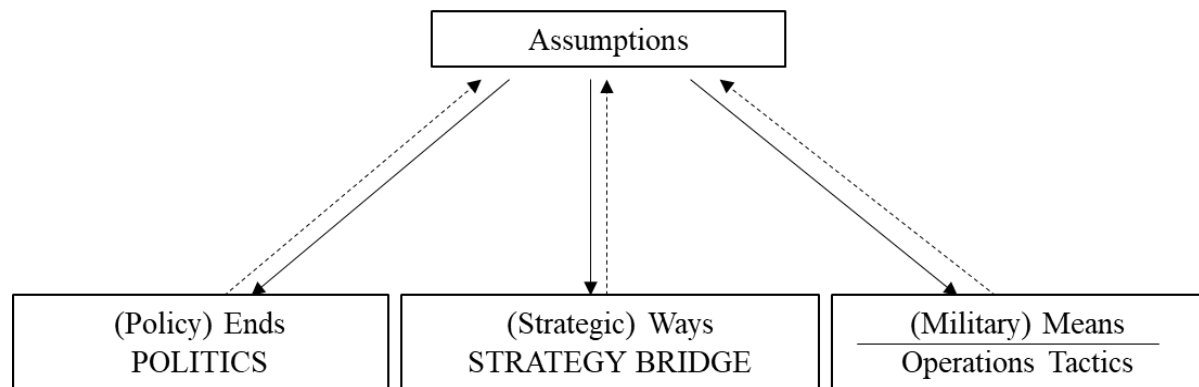 Assumptions
(Policy) Ends
POLITICS
(Strategic) Ways
STRATEGY BRIDGE
(Military) Means
Operations Tactics